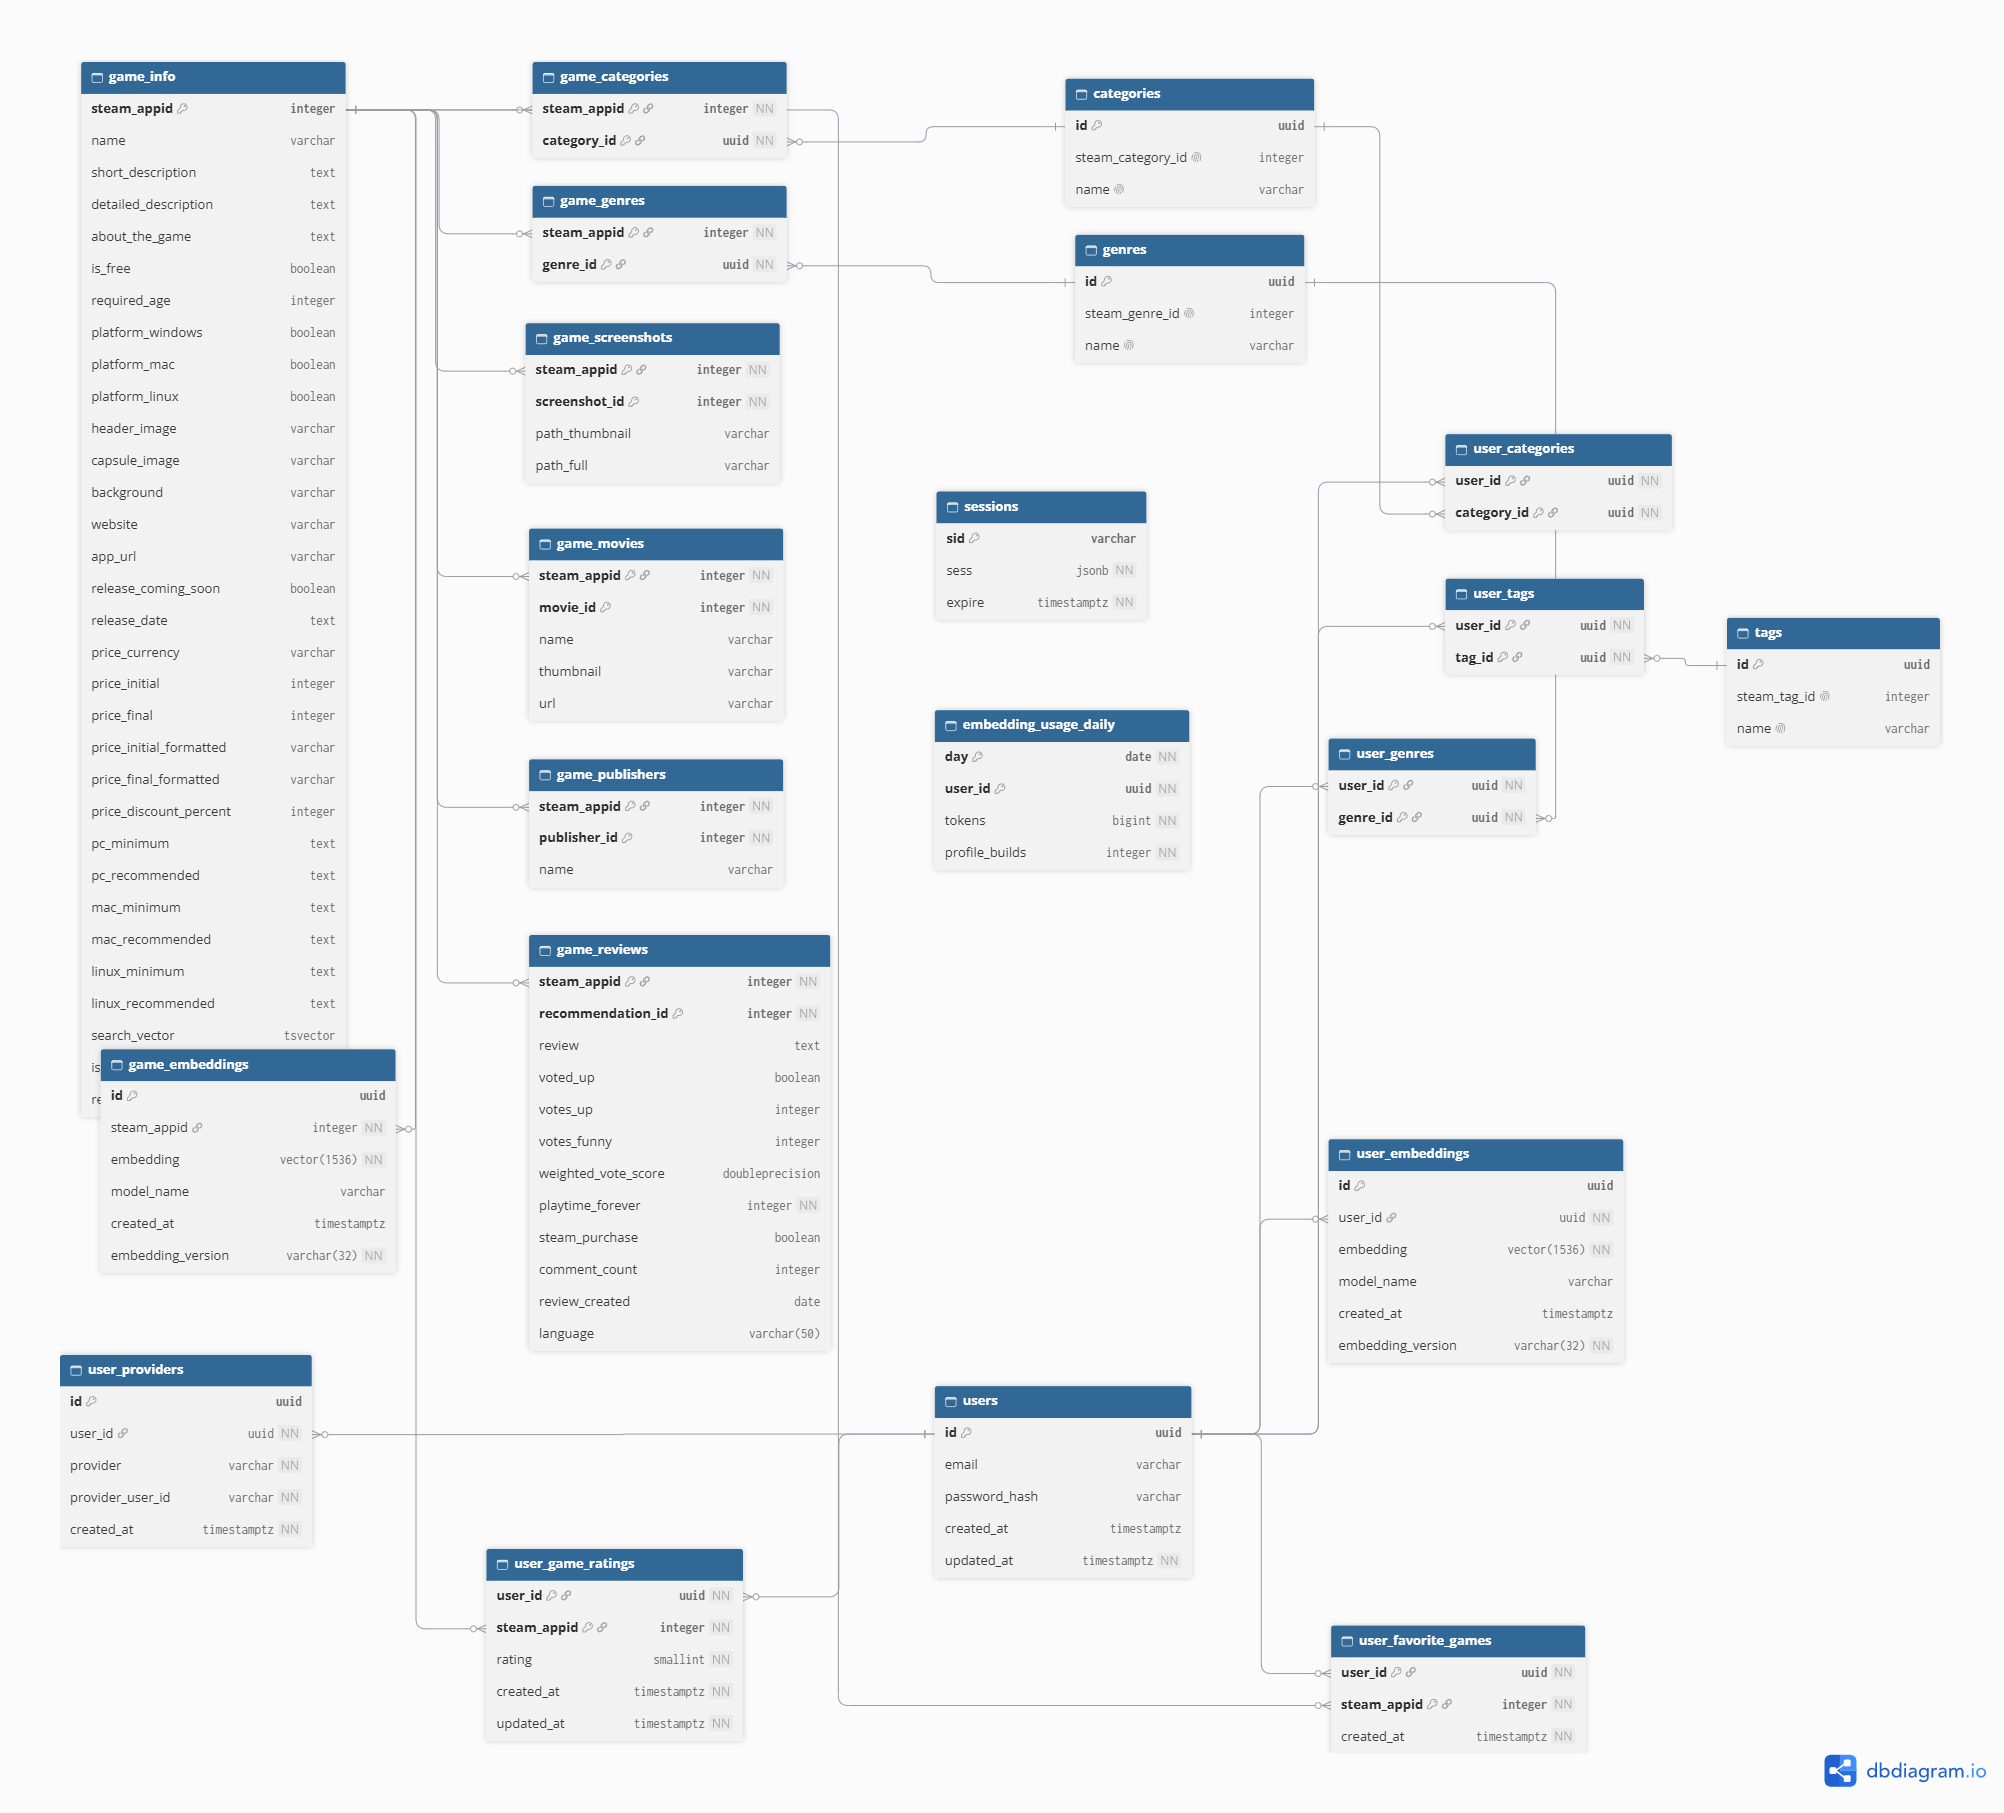 game_info
steam_appid integer
name varchar
short_description text
detailed_description text
about_the_game text
is_free boolean
required_age integer
platform_windows boolean
platform_mac boolean
platform_linux boolean
header_image varchar
capsule_image varchar
background varchar
website varchar
app_url varchar
release_coming_soon boolean
release_date text
price_currency varchar
price_initial integer
price_final integer
price_initial_formatted varchar
price_final_formatted varchar
price_discount_percent integer
pc_minimum text
pc_recommended text
mac_minimum text
mac_recommended text
linux_minimum text
linux_recommended text
search_vector tsvector
is
re
game_embeddings
id uuid
steam_appid integer NN
embedding vector(1536) NN
model_name varchar
created_at timestamptz
embedding_version varchar(32) NN
user_providers
id uuid
user_id uuid NN
provider varchar NN
provider_user_id varchar NN
created_at timestamptz NN
game_categories
steam_appid integer NN
category_id uuid NN
game_genres
steam_appid integer NN
genre_id uuid NN
game_screenshots
steam_appid integer NN
screenshot_id integer NN
path_thumbnail varchar
path_full varchar
game_movies
steam_appid integer NN
movie_id integer NN
name varchar
thumbnail varchar
url varchar
game_publishers
steam_appid integer NN
publisher_id integer NN
name varchar
game_reviews
steam_appid integer NN
recommendation_id integer NN
review text
voted_up boolean
votes_up integer
votes_funny integer
weighted_vote_score doubleprecision
playtime_forever integer NN
steam_purchase boolean
comment_count integer
review_created date
language varchar(50)
user_game_ratings
user_id uuid NN
steam_appid integer NN
rating smallint NN
created_at timestamptz NN
updated_at timestamptz NN
categories
id uuid
steam_category_id integer
name varchar
genres
id uuid
steam_genre_id integer
name varchar
sessions
sid varchar
sess jsonb NN
expire timestamptz NN
embedding_usage_daily
day date NN
user_id uuid NN
tokens bigint NN
profile_builds integer NN
users
id uuid
email varchar
password_hash varchar
created_at timestamptz
updated_at timestamptz NN
user_categories
user_id uuid NN
category_id uuid NN
user_tags
user_id uuid NN
tag_id uuid NN
tags
id uuid
steam_tag_id integer
name varchar
user_genres
user_id uuid NN
genre_id uuid NN
user_embeddings
id uuid
user_id uuid NN
embedding vector(1536) NN
model_name varchar
created_at timestamptz
embedding_version varchar(32) NN
user_favorite_games
user_id uuid NN
steam_appid integer NN
created_at timestamptz NN
dbdiagram.io